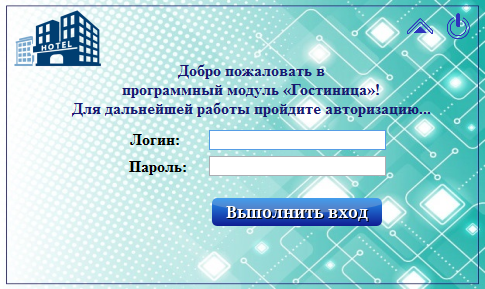 HOTEL
Добро пожаловать в
программный модуль «Гостиница»!
Для дальнейшей работы пройдите авторизацию...
Логин:
Пароль:
Выполнить вход